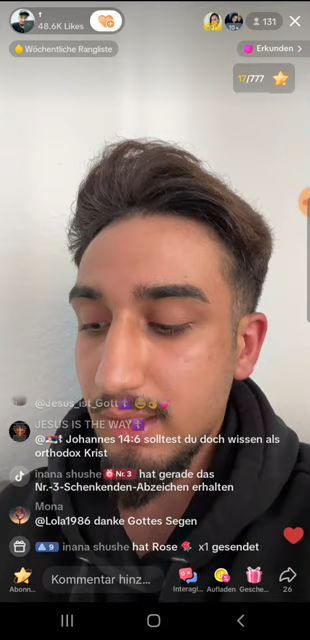 †
48.6K Likes
131
Wöchentliche Rangliste
Erkunden >
17/777
@Jesus_ist_Gott✝️😊👌💓
JESUS IS THE WAY✝️
@ † Johannes 14:6 solltest du doch wissen als
orthodox Krist
inana shushe Nr. 3 hat gerade das
Nr.-3-Schenkenden-Abzeichen erhalten
Mona
@Lola1986 danke Gottes Segen
9 inana shushe hat Rose 🌹 x1 gesendet
Abonn...
Kommentar hinz...
Interagi...
Aufladen
Gesche...
26